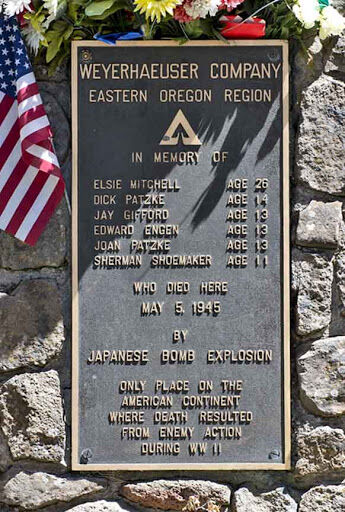 WEYERHAEUSER COMPANY
EASTERN OREGON REGION
IN MEMORY OF
ELSIE MITCHELL AGE 26
DICK PATZKE AGE 14
JAY GIFFORD AGE 13
EDWARD ENGEN AGE 13
JOAN PATZKE AGE 13
SHERMAN SHOEMAKER AGE 11
WHO DIED HERE
MAY 5, 1945
BY
JAPANESE BOMB EXPLOSION
ONLY PLACE ON THE
AMERICAN CONTINENT
WHERE DEATH RESULTED
FROM ENEMY ACTION
DURING WW II